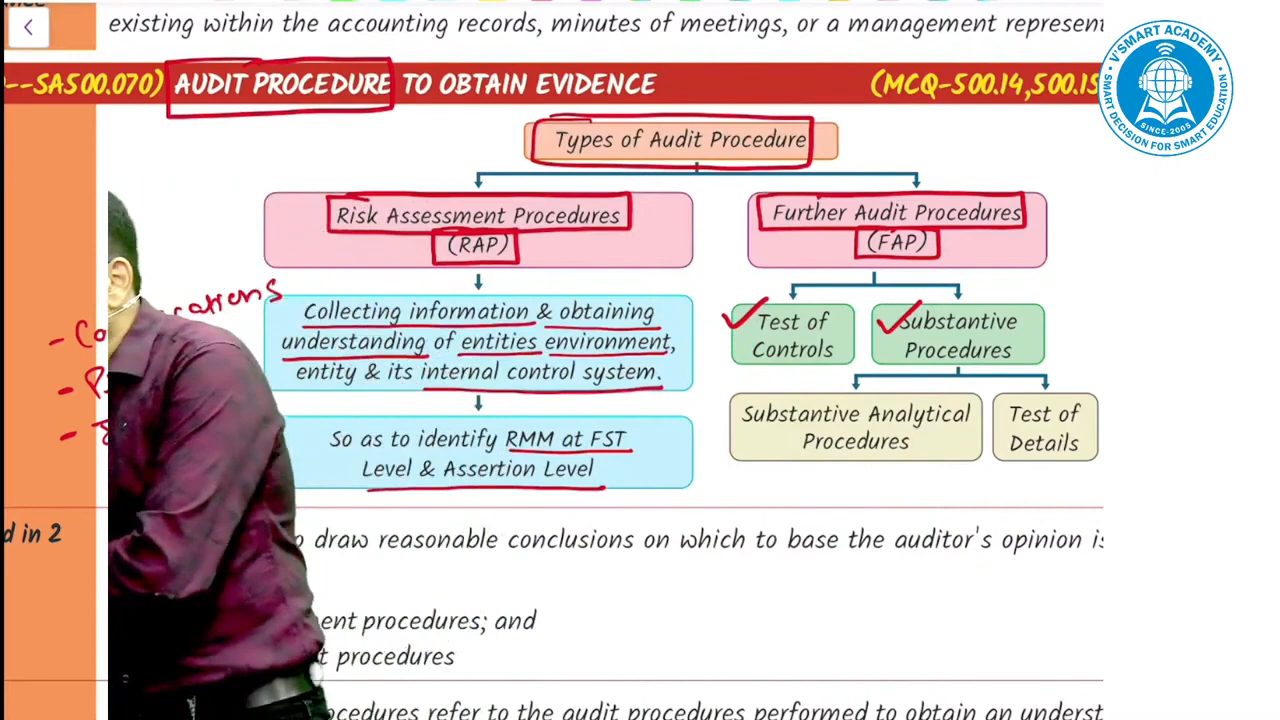 existing within the accounting records, minutes of meetings, or a management represent
--SA500.070) AUDIT PROCEDURE TO OBTAIN EVIDENCE (MCQ-500.14,500.15
V'SMART ACADEMY
SINCE-2005
SMART DECISION FOR SMART EDUCATION
Types of Audit Procedure
Risk Assessment Procedures
(RAP)
Further Audit Procedures
(FAP)
Collecting information & obtaining
understanding of entities environment,
entity & its internal control system.
Test of
Controls
Substantive
Procedures
So as to identify RMM at FST
Level & Assertion Level
Substantive Analytical
Procedures
Test of
Details
d in 2
draw reasonable conclusions on which to base the auditor's opinion is
procedures; and
procedures
refer to the audit procedures performed to obtain an